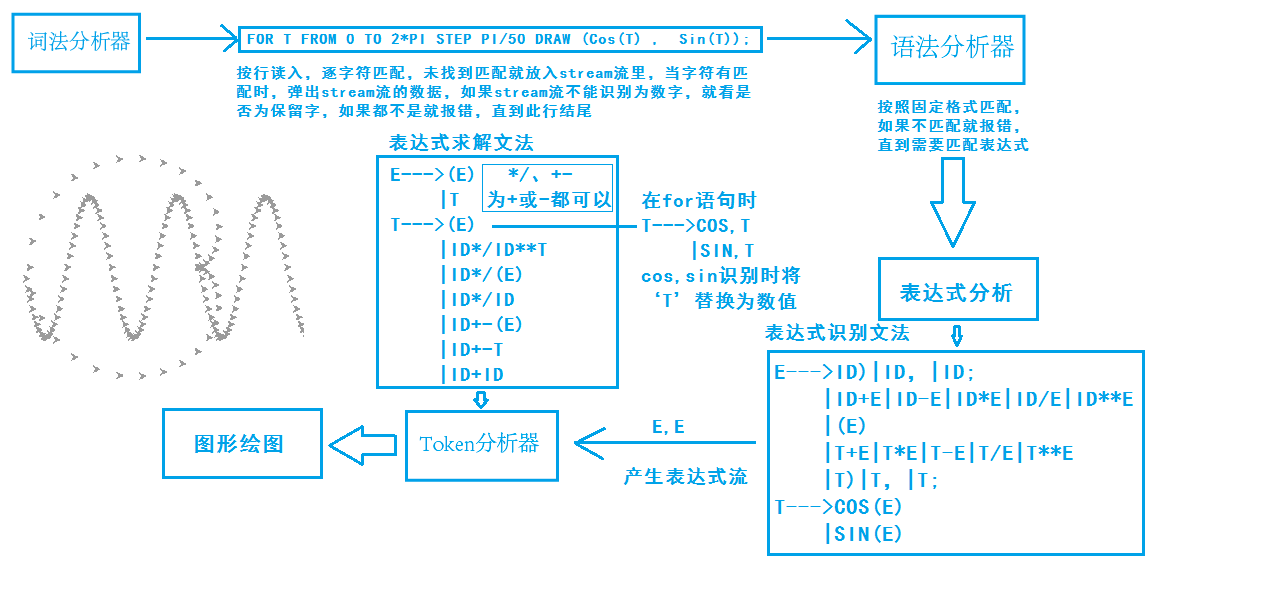 词法分析器
FOR T FROM 0 TO 2*PI STEP PI/50 DRAW (Cos(T) , Sin(T));
语法分析器
按行读入，逐字符匹配，未找到匹配就放入stream流里，当字符有匹
配时，弹出stream流的数据，如果stream流不能识别为数字，就看是
否为保留字，如果都不是就报错，直到此行结尾
按照固定格式匹配，
如果不匹配就报错，
直到需要匹配表达式
表达式求解文法
E--->(E)
|T
*/、+-
为+或-都可以
T--->(E)
|ID*/ID**T
|ID*/(E)
|ID*/ID
|ID+-(E)
|ID+-T
|ID+ID
在for语句时
T--->COS,T
|SIN,T
cos,sin识别时将
‘T’替换为数值
表达式分析
表达式识别文法
E--->ID)|ID, |ID;
|ID+E|ID-E|ID*E|ID/E|ID**E
|(E)
|T+E|T*E|T-E|T/E|T**E
|T)|T, |T;
T--->COS(E)
|SIN(E)
E,E
产生表达式流
Token分析器
图形绘图